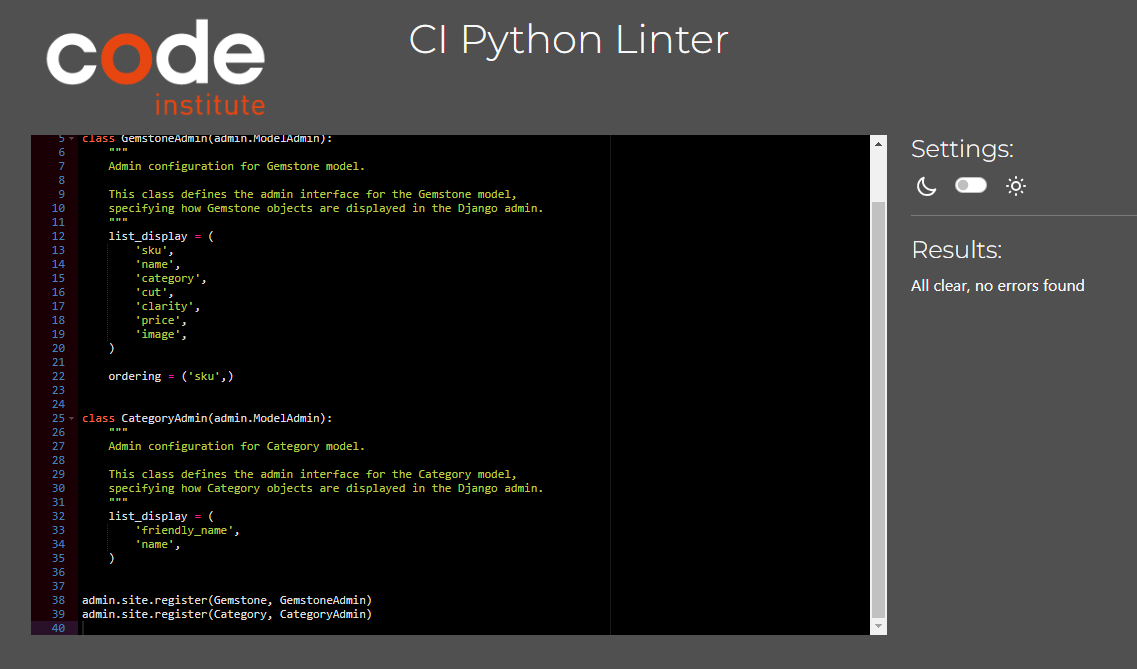 code
institute
CI Python Linter
5 class GemstoneAdmin(admin.ModelAdmin):
6     """
7     Admin configuration for Gemstone model.
8
9     This class defines the admin interface for the Gemstone model,
10     specifying how Gemstone objects are displayed in the Django admin.
11     """
12     list_display = (
13         'sku',
14         'name',
15         'category',
16         'cut',
17         'clarity',
18         'price',
19         'image',
20     )
21
22     ordering = ('sku',)
23
24
25 class CategoryAdmin(admin.ModelAdmin):
26     """
27     Admin configuration for Category model.
28
29     This class defines the admin interface for the Category model,
30     specifying how Category objects are displayed in the Django admin.
31     """
32     list_display = (
33         'friendly_name',
34         'name',
35     )
36
37
38 admin.site.register(Gemstone, GemstoneAdmin)
39 admin.site.register(Category, CategoryAdmin)
40
Settings:
Results:
All clear, no errors found